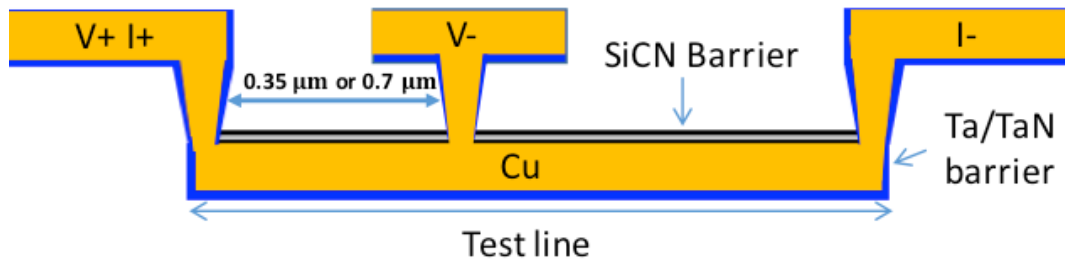 V+ I+
V-
I-
SiCN Barrier
0.35 μm or 0.7 μm
Ta/TaN
barrier
Cu
Test line